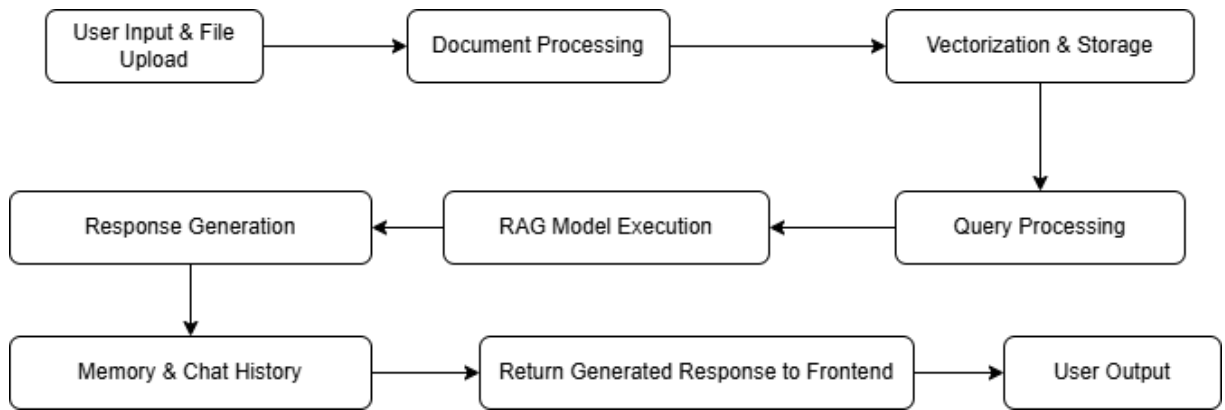 User Input & File
Upload
Document Processing
Vectorization & Storage
Query Processing
RAG Model Execution
Response Generation
Memory & Chat History
Return Generated Response to Frontend
User Output